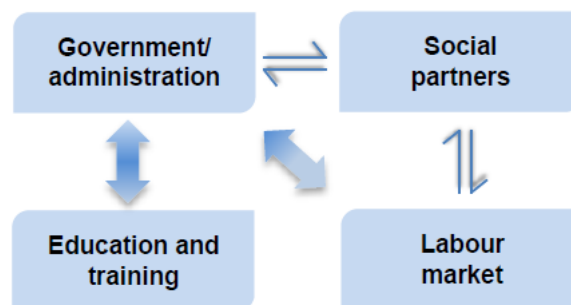 Government/
administration
Social
partners
Education and
training
Labour
market